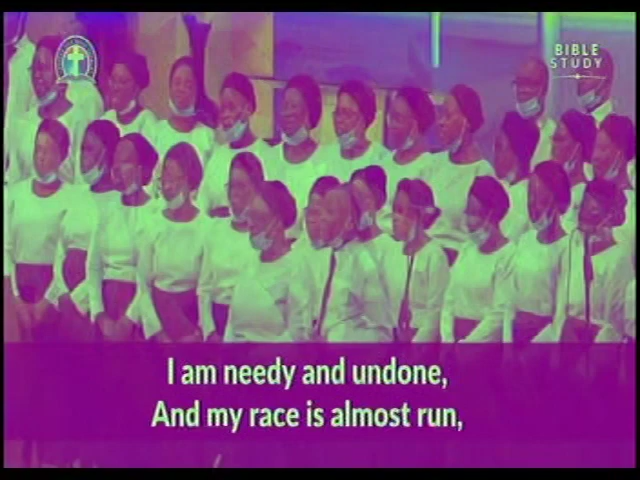 BIBLE
STUDY
I am needy and undone,
And my race is almost run,